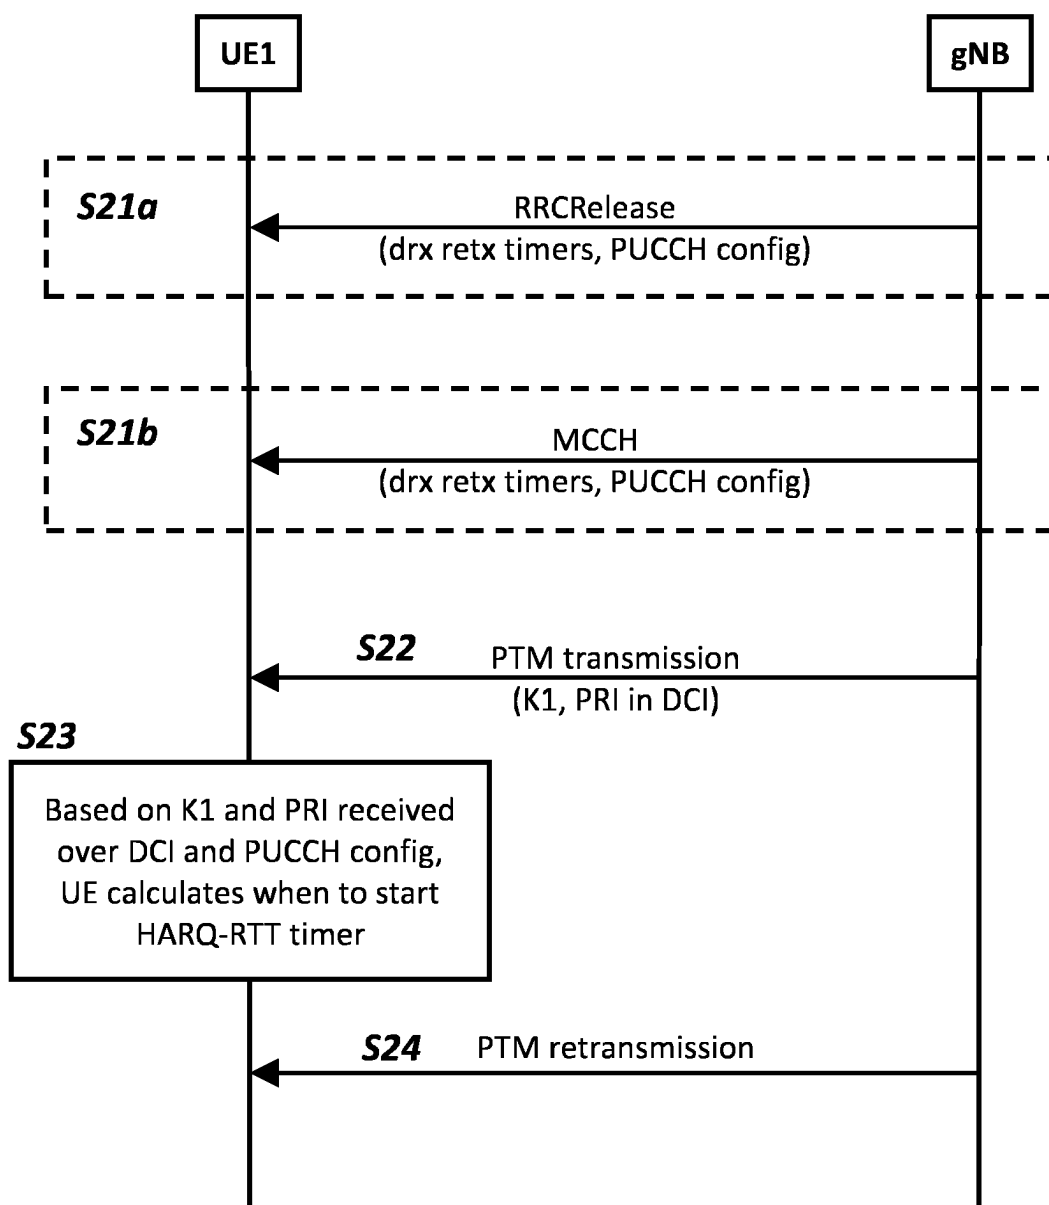 UE1
gNB
S21a
RRCRelease
(drx retx timers, PUCCH config)
S21b
MCCH
(drx retx timers, PUCCH config)
S22
PTM transmission
(K1, PRI in DCI)
S23
Based on K1 and PRI received
over DCI and PUCCH config,
UE calculates when to start
HARQ-RTT timer
S24
PTM retransmission